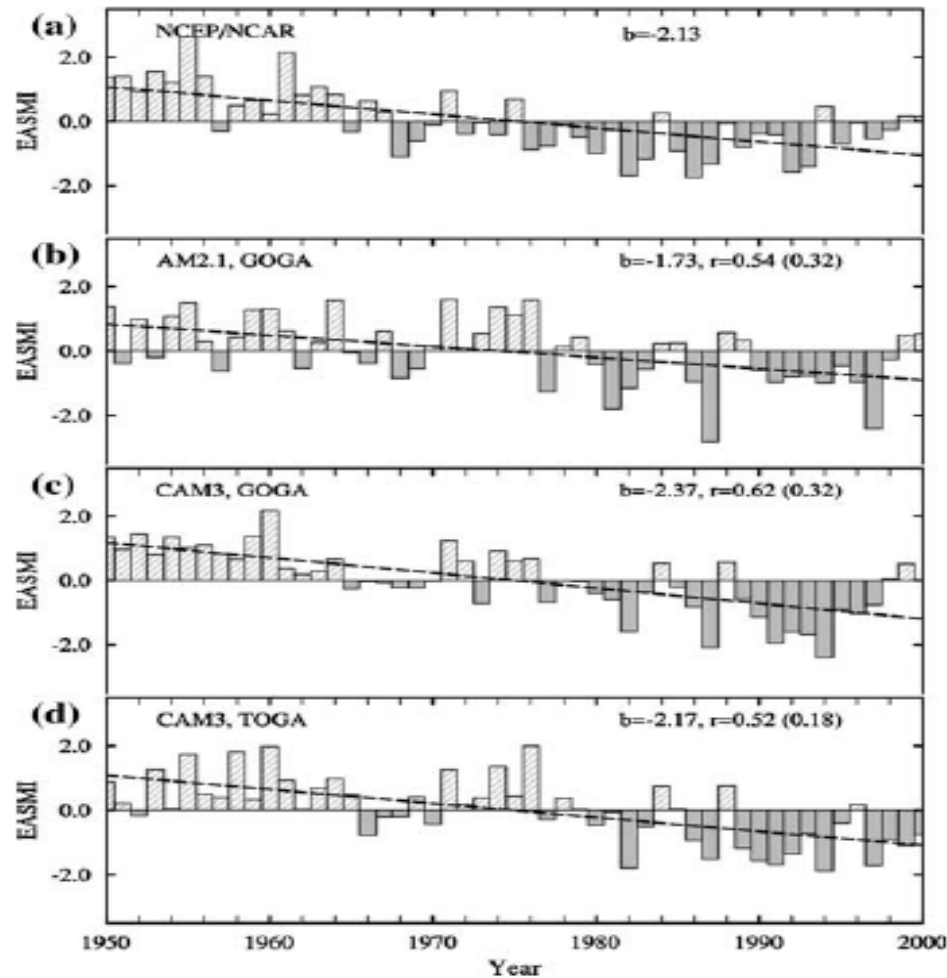 (a) NCEP/NCAR b=-2.13
2.0
0.0
-2.0
EASMI
(b) AM2.1, GOGA b=-1.73, r=0.54 (0.32)
2.0
0.0
-2.0
EASMI
(c) CAM3, GOGA b=-2.37, r=0.62 (0.32)
2.0
0.0
-2.0
EASMI
(d) CAM3, TOGA b=-2.17, r=0.52 (0.18)
2.0
0.0
-2.0
EASMI
1950 1960 1970 1980 1990 2000
Year